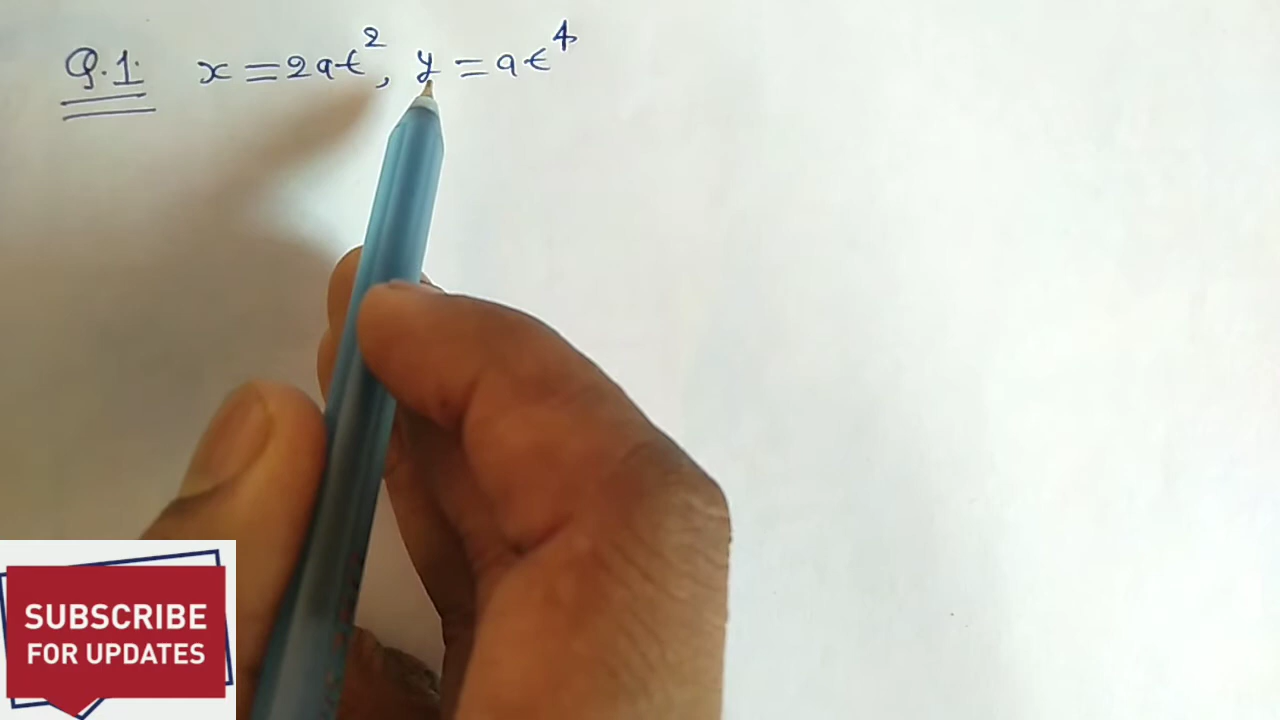 Q.1. x = 2at², y = at⁴
SUBSCRIBE
FOR UPDATES